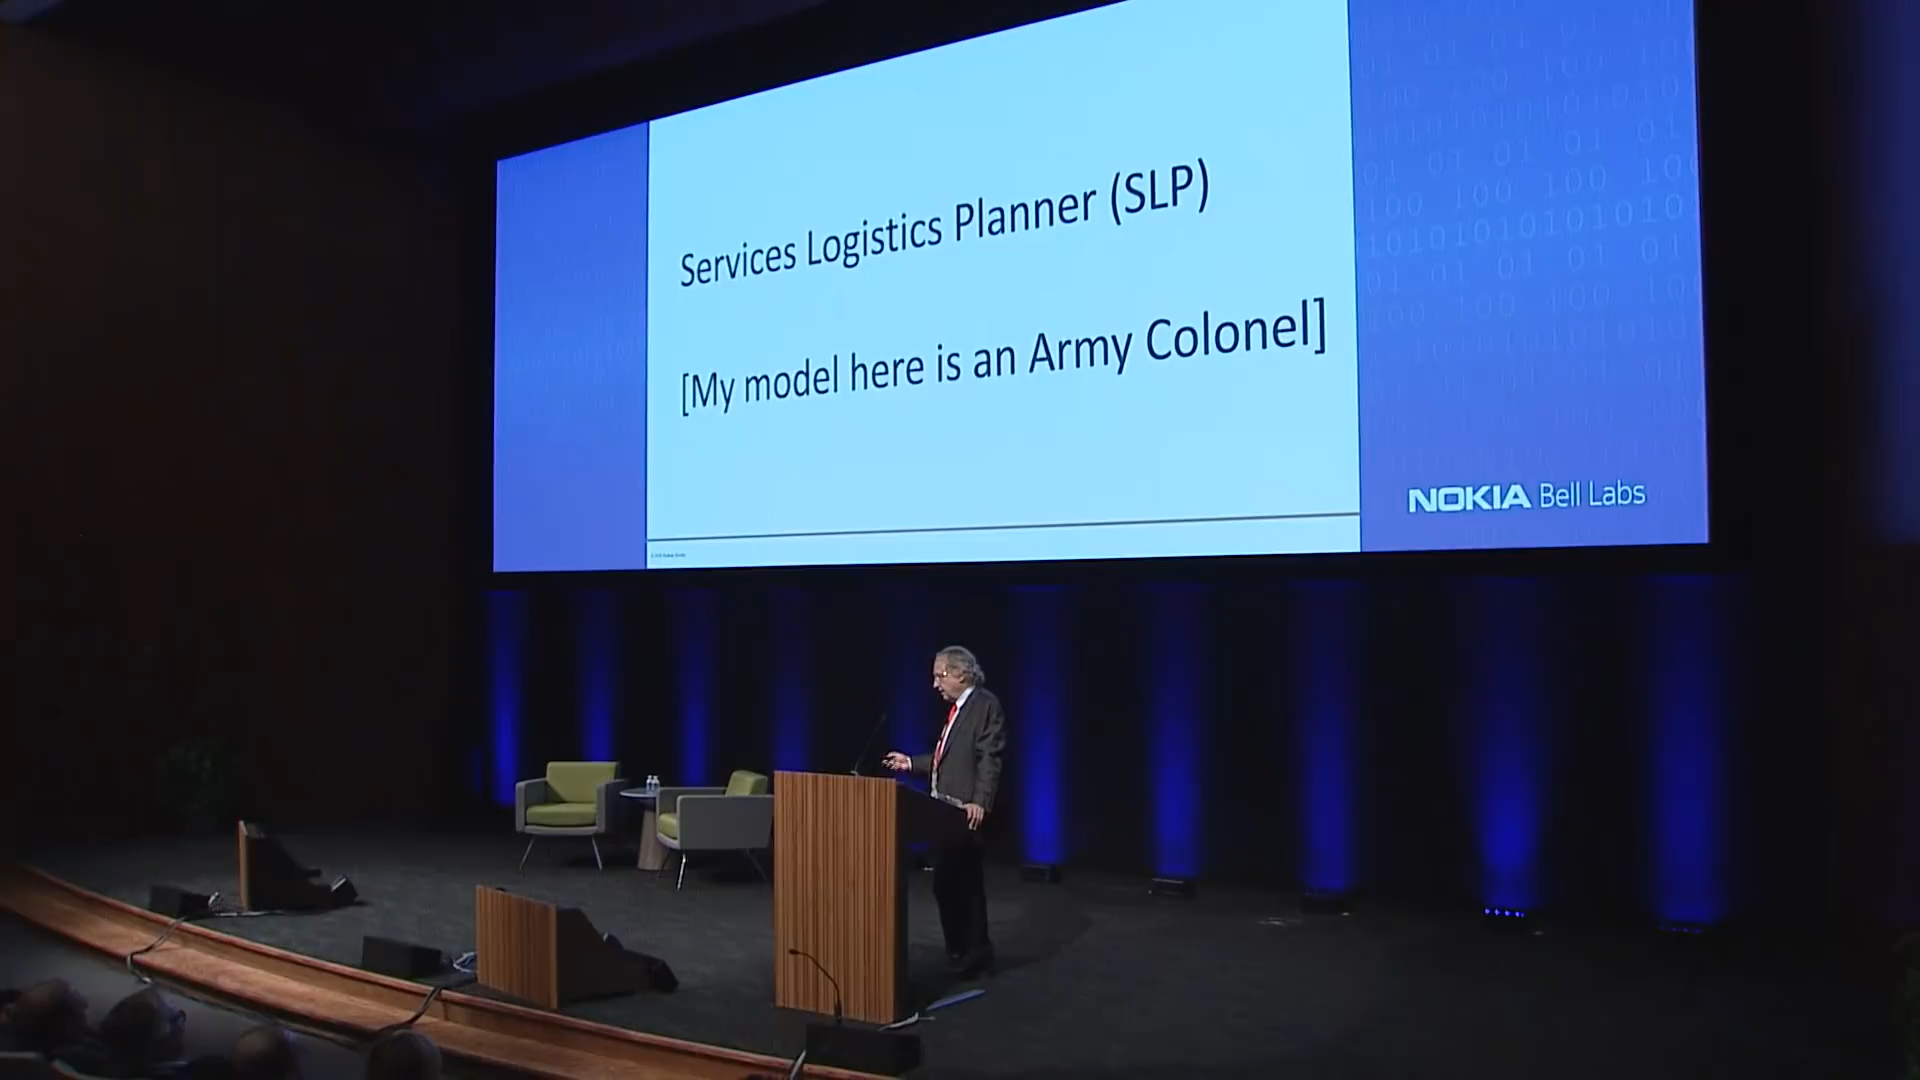 Services Logistics Planner (SLP)
[My model here is an Army Colonel]
NOKIA Bell Labs